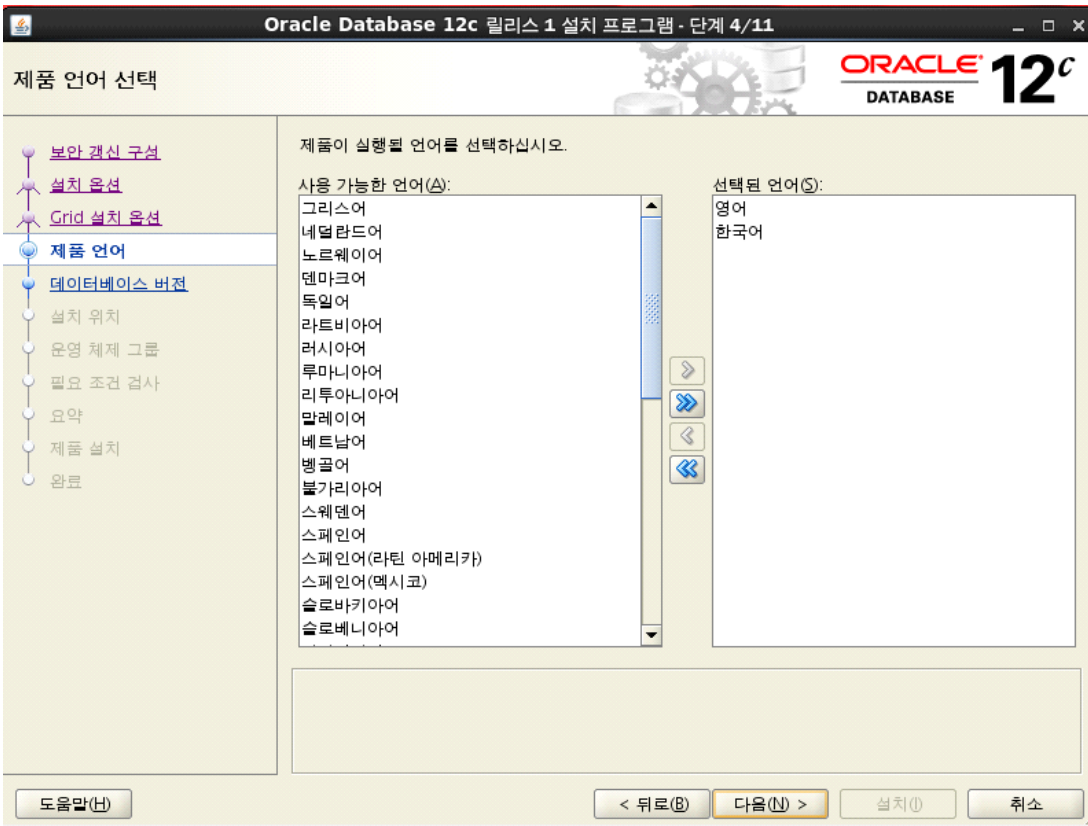 Oracle Database 12c 릴리스 1 설치 프로그램 - 단계 4/11
제품 언어 선택
ORACLE DATABASE 12c
보안 갱신 구성
설치 옵션
Grid 설치 옵션
제품 언어
데이터베이스 버전
설치 위치
운영 체제 그룹
필요 조건 검사
요약
제품 설치
완료
제품이 실행될 언어를 선택하십시오.
사용 가능한 언어(A):
그리스어
네덜란드어
노르웨이어
덴마크어
독일어
라트비아어
러시아어
루마니아어
리투아니아어
말레이어
베트남어
벵골어
불가리아어
스웨덴어
스페인어
스페인어(라틴 아메리카)
스페인어(멕시코)
슬로바키아어
슬로베니아어
선택된 언어(S):
영어
한국어
도움말(H)
< 뒤로(B)
다음(N) >
설치(I)
취소